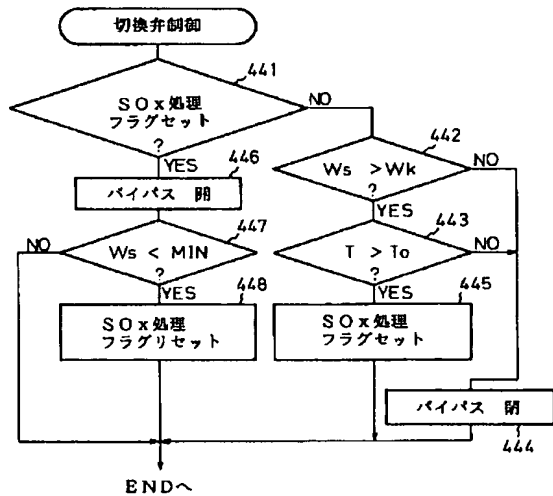 切換弁制御
441
SOx処理
フラグセット
?
NO
YES
446
バイパス 開
447
NO
Ws < MIN
?
YES
448
SOx処理
フラグリセット
442
Ws >Wk
?
NO
YES
443
T > To
?
NO
YES
445
SOx処理
フラグセット
バイパス 閉
444
ENDへ